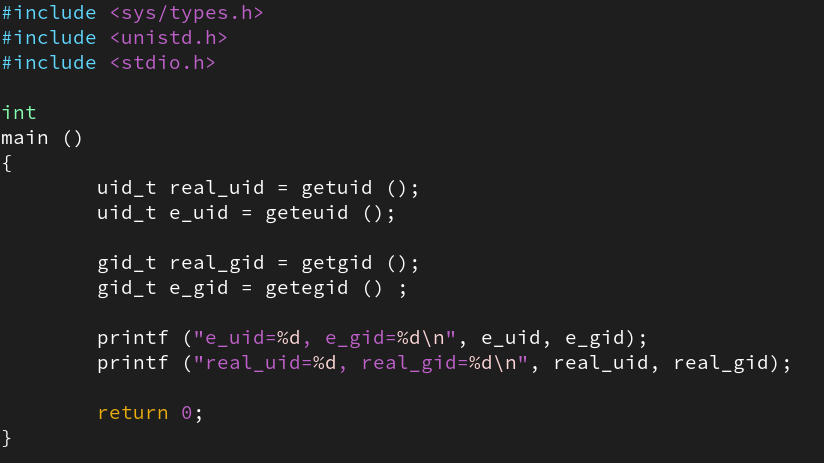 #include <sys/types.h>
#include <unistd.h>
#include <stdio.h>

int
main ()
{
        uid_t real_uid = getuid ();
        uid_t e_uid = geteuid ();

        gid_t real_gid = getgid ();
        gid_t e_gid = getegid () ;

        printf ("e_uid=%d, e_gid=%d\n", e_uid, e_gid);
        printf ("real_uid=%d, real_gid=%d\n", real_uid, real_gid);

        return 0;
}